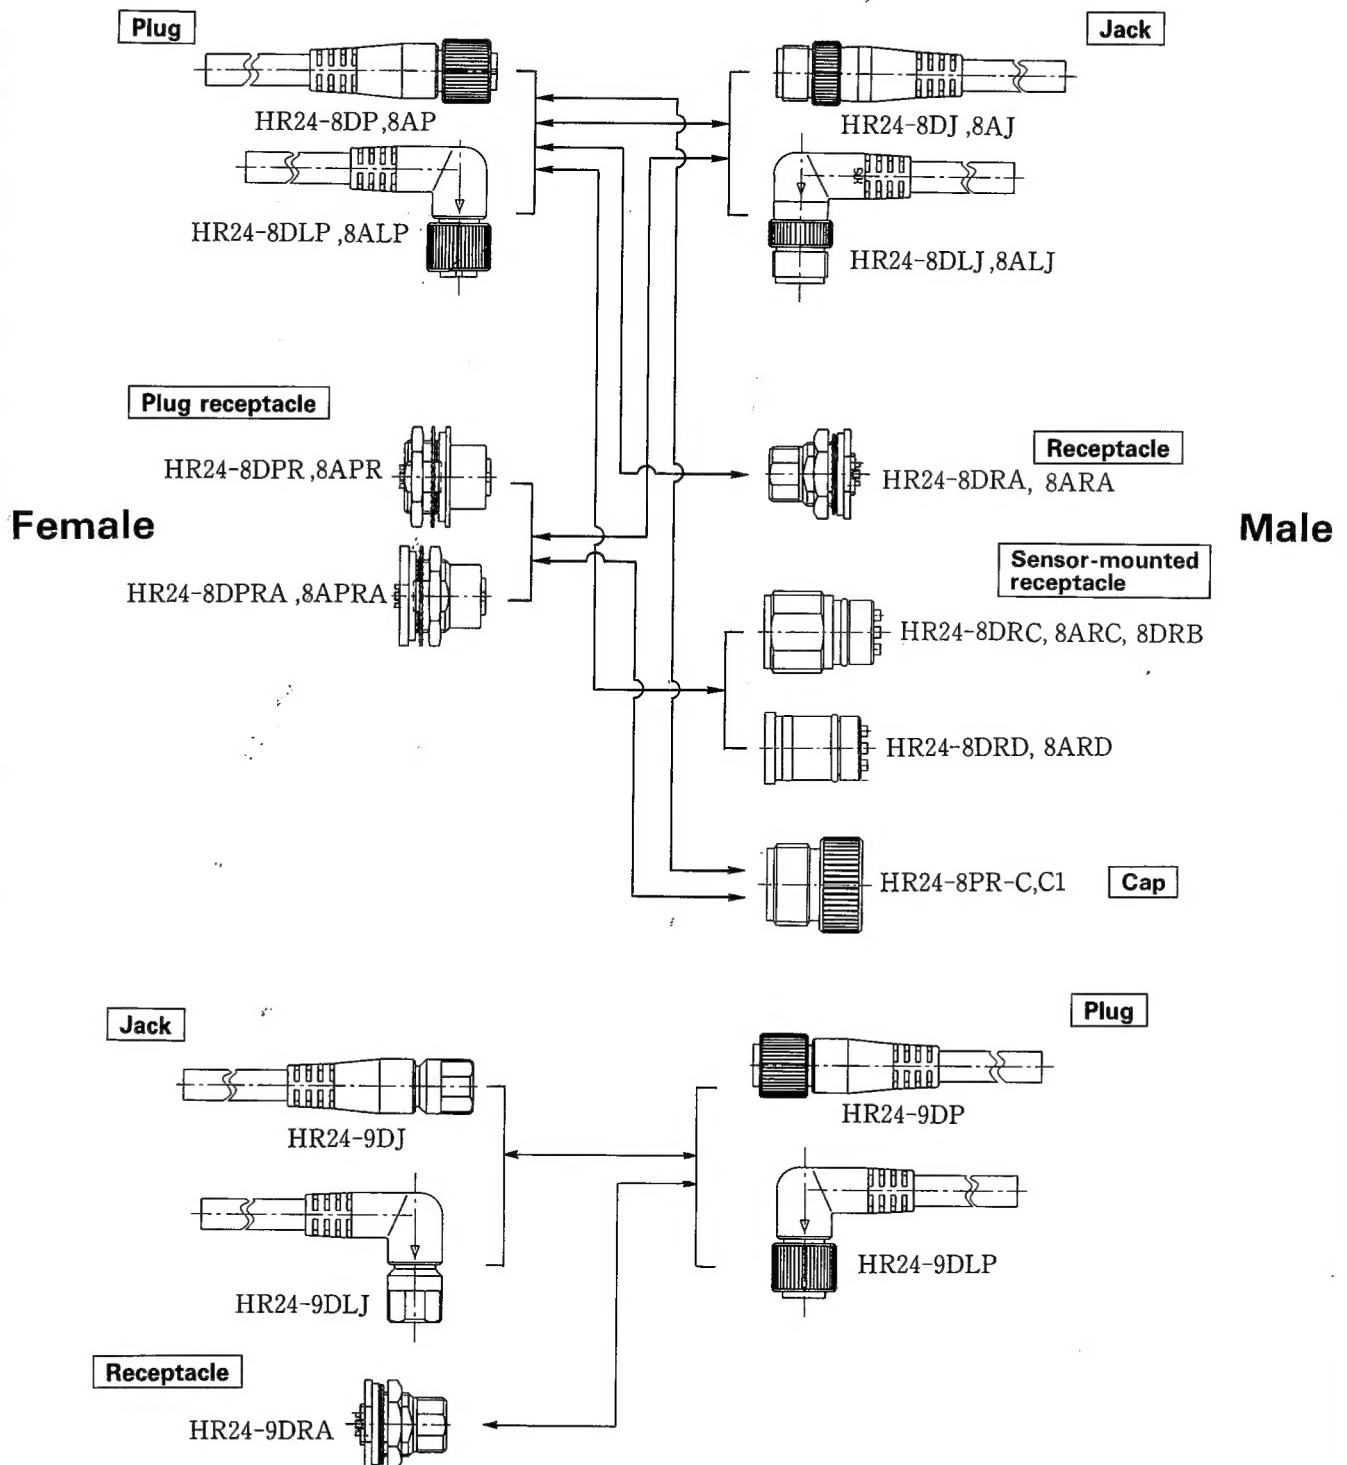 Plug
Jack
HR24-8DP,8AP
HR24-8DJ ,8AJ
HR24-8DLP ,8ALP
HR24-8DLJ ,8ALJ
Plug receptacle
HR24-8DPR ,8APR
Receptacle
HR24-8DRA, 8ARA
Female
Male
HR24-8DPRA ,8APRA
Sensor-mounted
receptacle
HR24-8DRC, 8ARC, 8DRB
HR24-8DRD, 8ARD
HR24-8PR-C,C1
Cap
Jack
Plug
HR24-9DJ
HR24-9DP
HR24-9DLJ
HR24-9DLP
Receptacle
HR24-9DRA